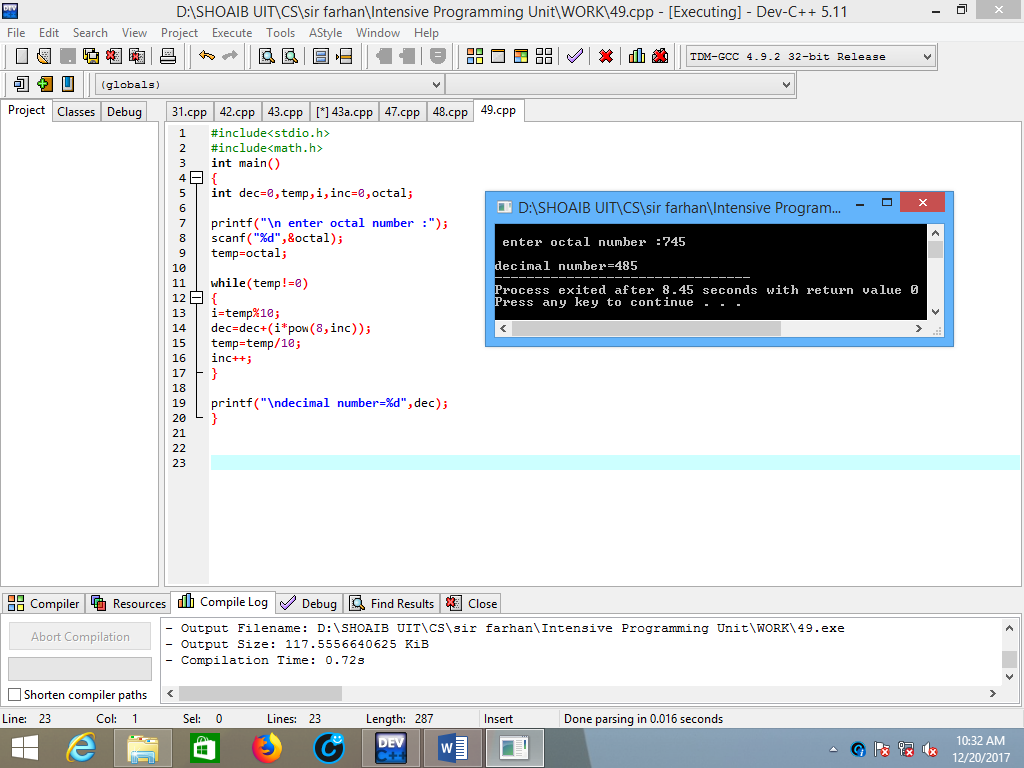 D:\SHOAIB UIT\CS\sir farhan\Intensive Programming Unit\WORK\49.cpp - [Executing] - Dev-C++ 5.11
File Edit Search View Project Execute Tools AStyle Window Help
TDM-GCC 4.9.2 32-bit Release
(globals)
Project Classes Debug
31.cpp 42.cpp 43.cpp [*] 43a.cpp 47.cpp 48.cpp 49.cpp
1 #include<stdio.h>
2 #include<math.h>
3 int main()
4 {
5 int dec=0,temp,i,inc=0,octal;
6
7 printf("\n enter octal number :");
8 scanf("%d",&octal);
9 temp=octal;
10
11 while(temp!=0)
12 {
13 i=temp%10;
14 dec=dec+(i*pow(8,inc));
15 temp=temp/10;
16 inc++;
17 }
18
19 printf("\ndecimal number=%d",dec);
20 }
21
22
23
D:\SHOAIB UIT\CS\sir farhan\Intensive Program...
enter octal number :745
decimal number=485
--------------------------------
Process exited after 8.45 seconds with return value 0
Press any key to continue . . .
Compiler Resources Compile Log Debug Find Results Close
Abort Compilation
Shorten compiler paths
- Output Filename: D:\SHOAIB UIT\CS\sir farhan\Intensive Programming Unit\WORK\49.exe
- Output Size: 117.5556640625 KiB
- Compilation Time: 0.72s
Line: 23 Col: 1 Sel: 0 Lines: 23 Length: 287 Insert Done parsing in 0.016 seconds
DEV C++
10:32 AM
12/20/2017